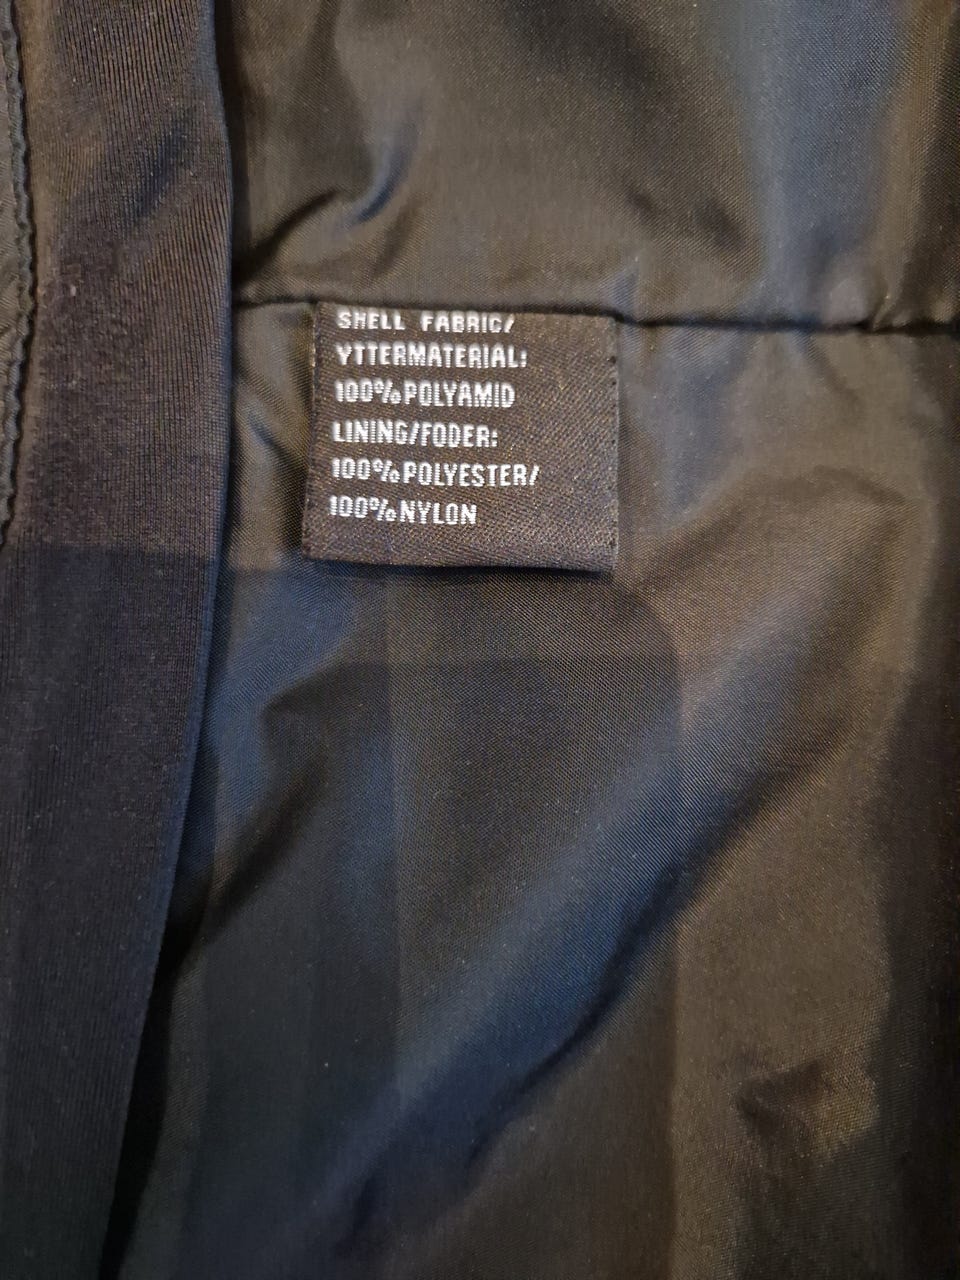 SHELL FABRIC/
YTTERMATERIAL:
100%POLYAMID
LINING/FODER:
100%POLYESTER/
100%NYLON